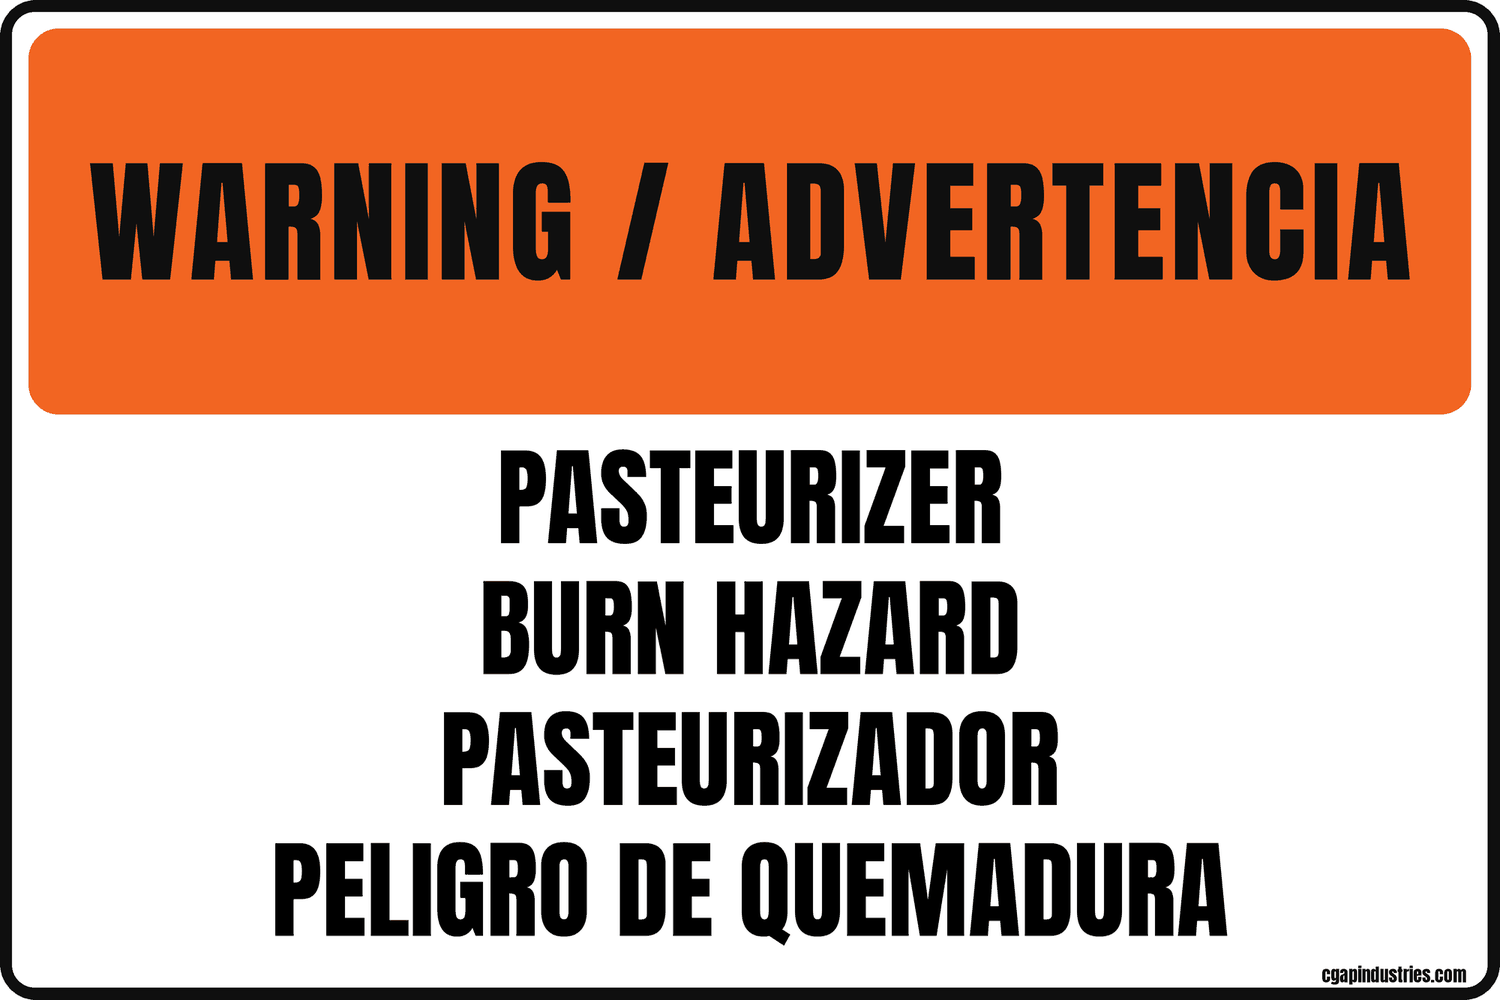 WARNING / ADVERTENCIA
PASTEURIZER
BURN HAZARD
PASTEURIZADOR
PELIGRO DE QUEMADURA
cgapindustries.com